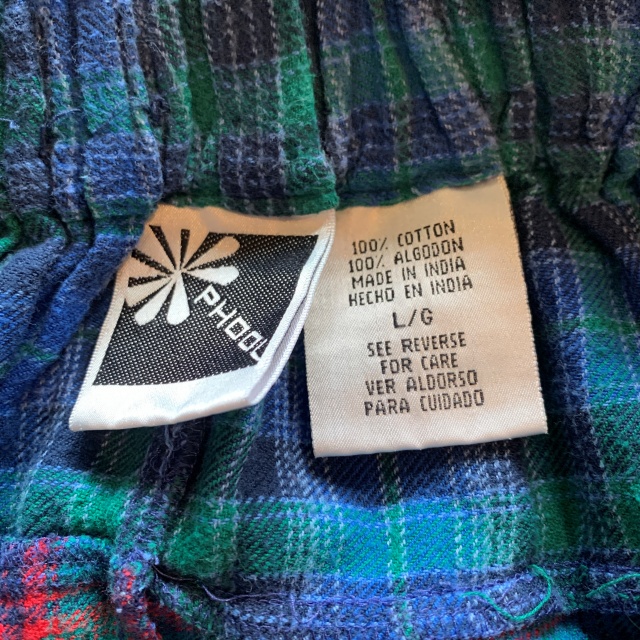 PHOOL
100% COTTON
100% ALGODON
MADE IN INDIA
HECHO EN INDIA
L/G
SEE REVERSE
FOR CARE
VER ALDORSO
PARA CUIDADO